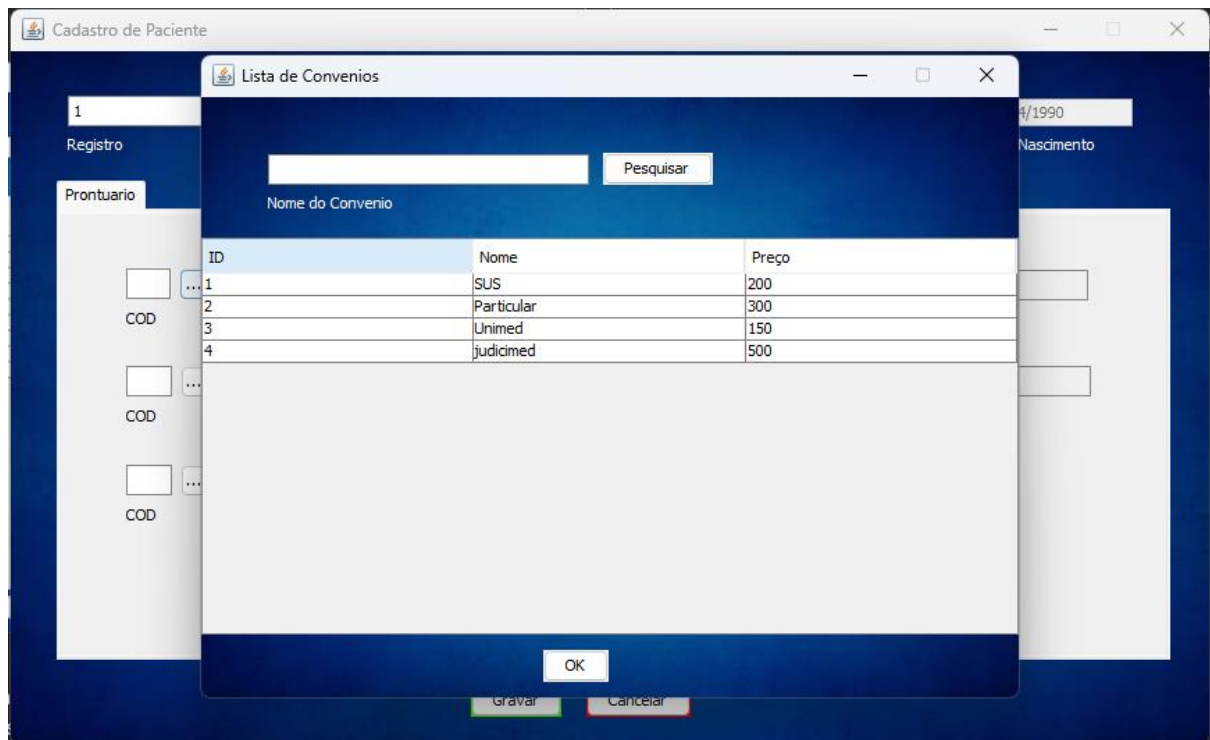 Cadastro de Paciente
Lista de Convenios
1
4/1990
Registro
Nascimento
Pesquisar
Prontuario
Nome do Convenio
ID Nome Preço
...
1 SUS 200
2 Particular 300
COD
3 Unimed 150
4 judicimed 500
...
COD
...
COD
OK
Gravar Cancelar